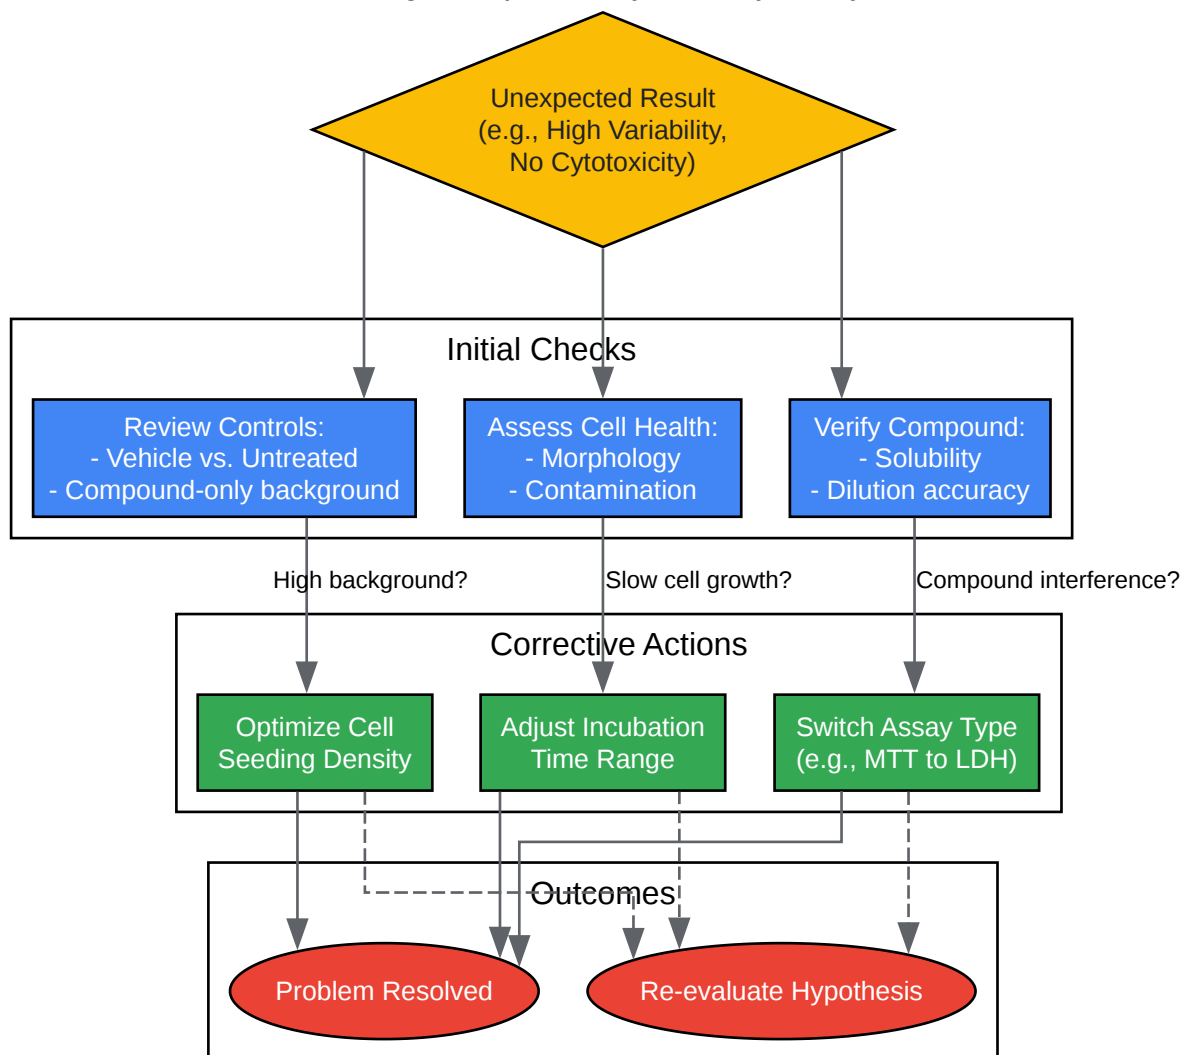 Unexpected Result
(e.g., High Variability,
No Cytotoxicity)
Initial Checks
Review Controls:
- Vehicle vs. Untreated
- Compound-only background
Assess Cell Health:
- Morphology
- Contamination
Verify Compound:
- Solubility
- Dilution accuracy
High background?
Slow cell growth?
Compound interference?
Corrective Actions
Optimize Cell
Seeding Density
Adjust Incubation
Time Range
Switch Assay Type
(e.g., MTT to LDH)
Outcomes
Problem Resolved
Re-evaluate Hypothesis